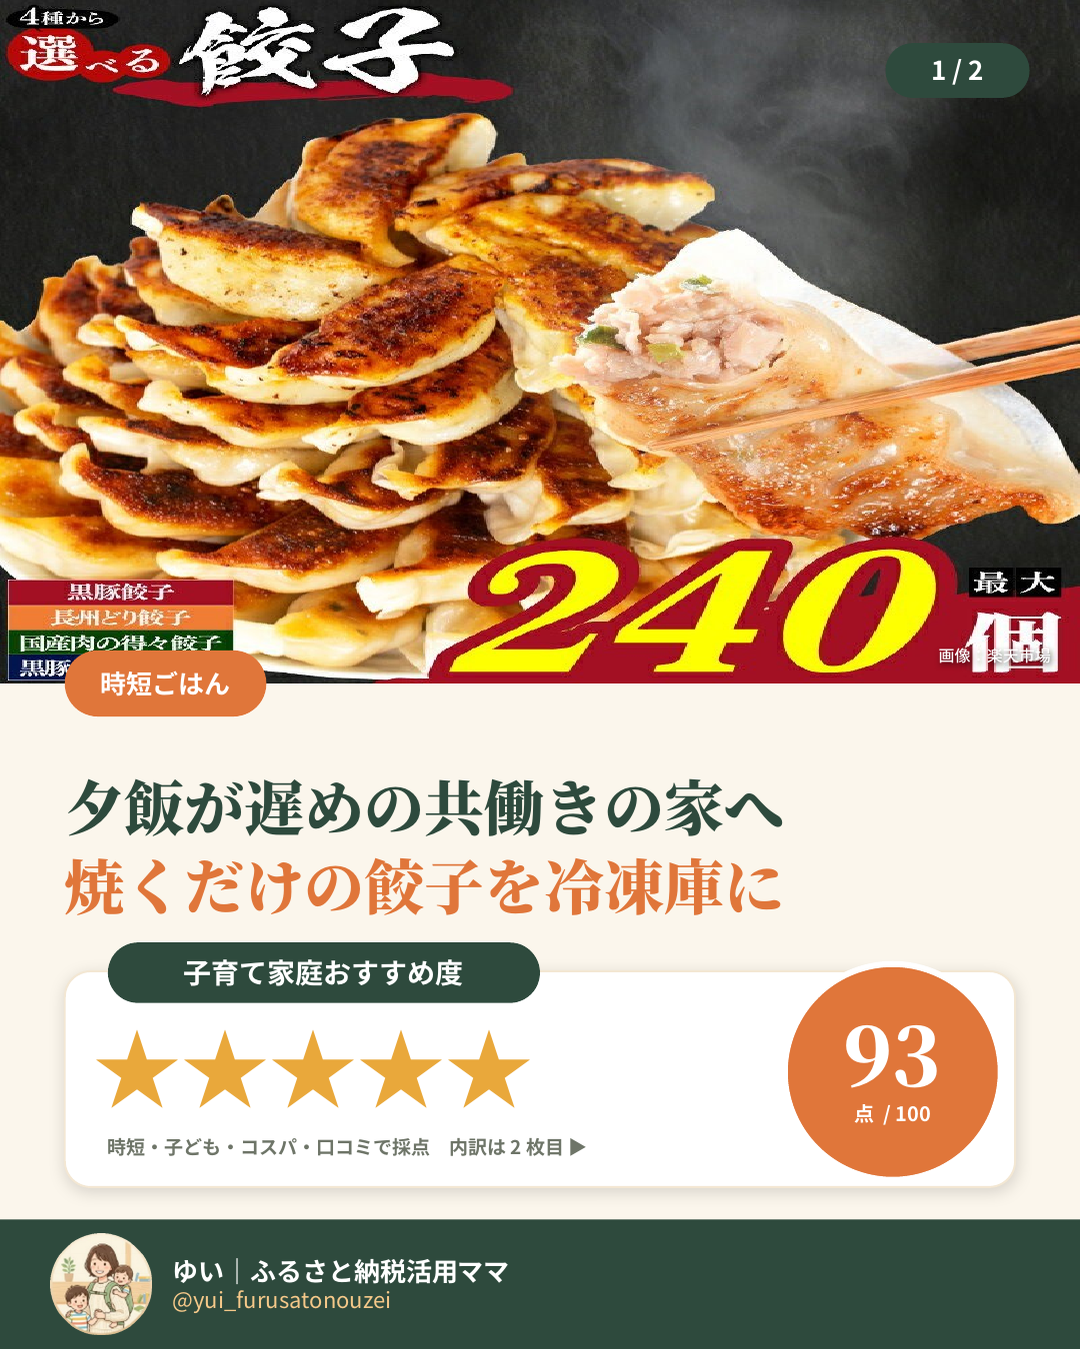 4種から
選べる
餃子
1 / 2
黒豚餃子
長州どり餃子
国産肉の得々餃子
黒豚
240
最大
個
画像 楽天市場
時短ごはん
夕飯が遅めの共働きの家へ
焼くだけの餃子を冷凍庫に
子育て家庭おすすめ度
★★★★★
93
点 / 100
時短・子ども・コスパ・口コミで採点 内訳は2枚目▶
ゆい｜ふるさと納税活用ママ
@yui_furusatonouzei